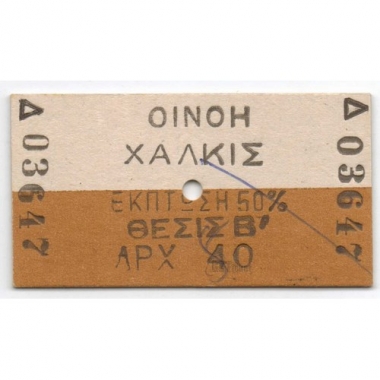 Δ 03647
ΟΙΝΟΗ
ΧΑΛΚΙΣ
ΕΚΠΤΩΣΗ 50%
ΘΕΣΙΣ Β'
ΑΡΧ 40
Δ 03647